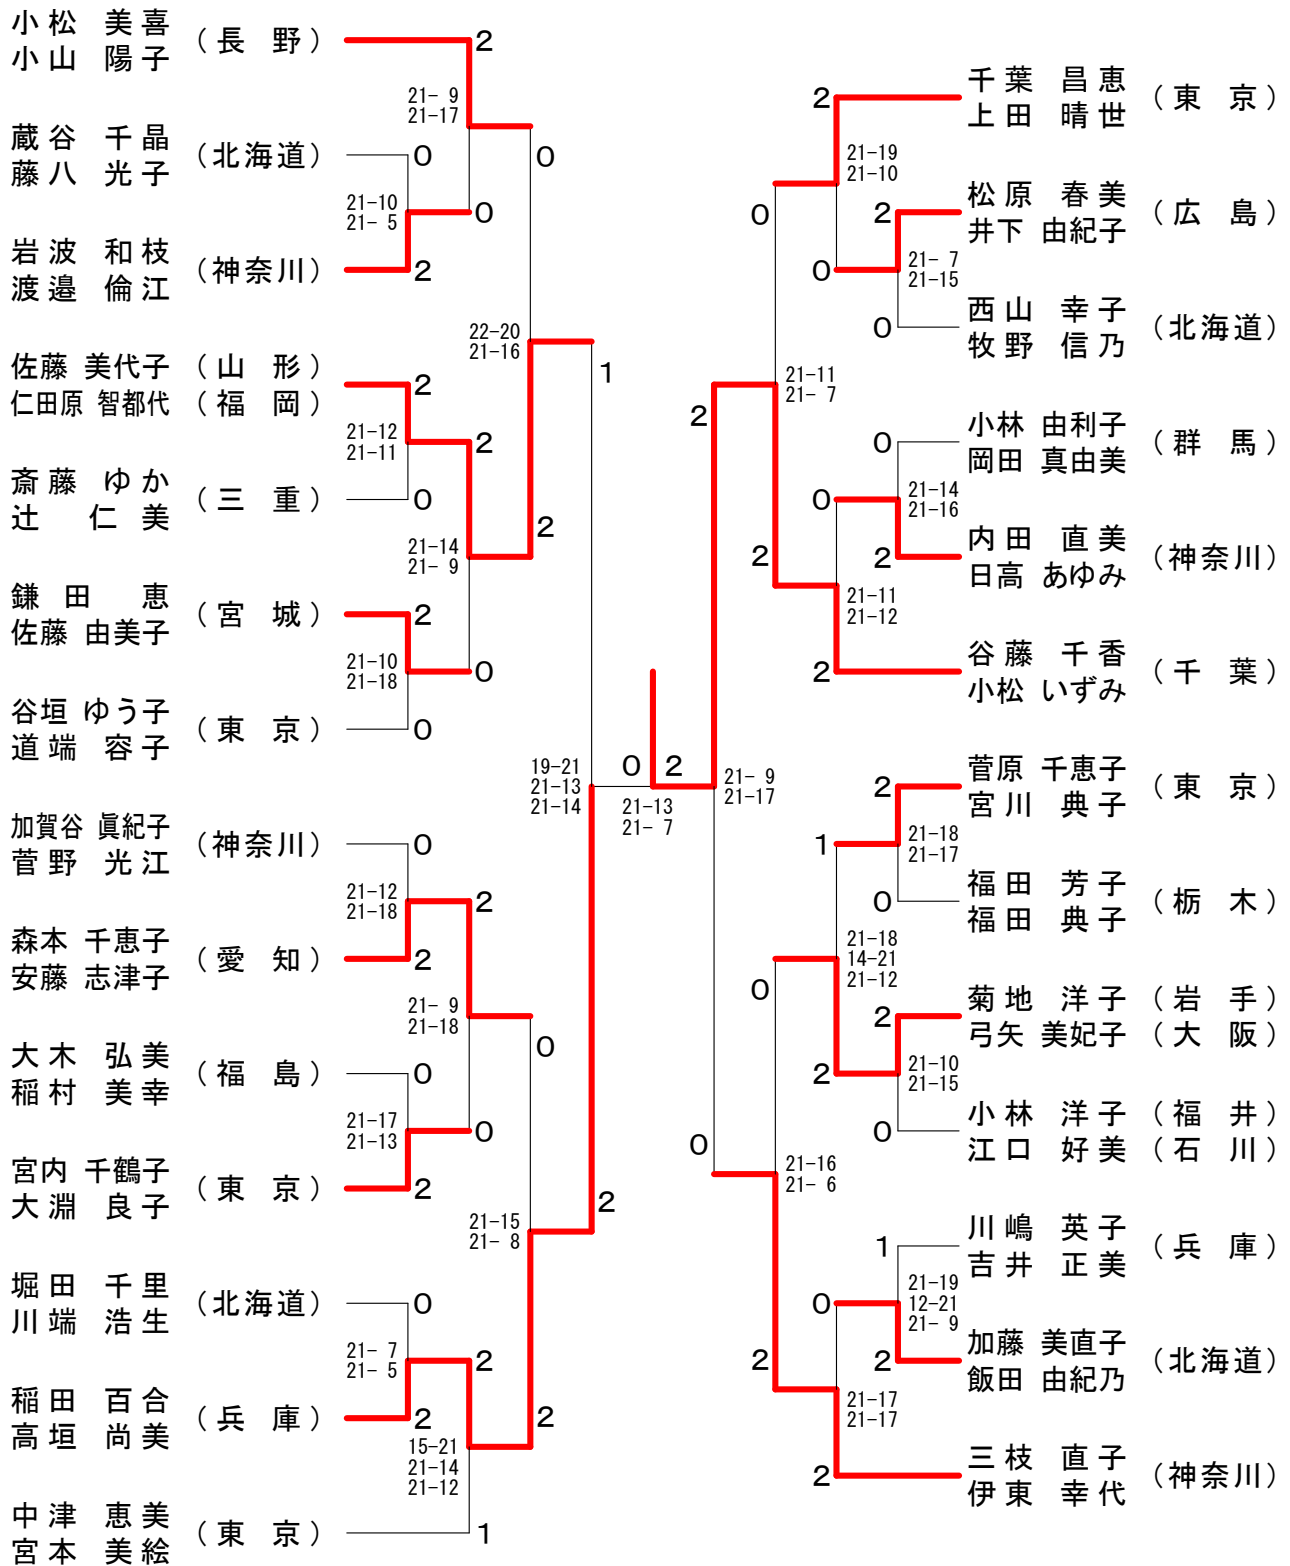 小松 美喜 (長 野) 2
小山 陽子
21- 9
21-17
0
蔵谷 千晶 (北海道) 0
藤八 光子
21-10
21- 5
0
岩波 和枝 (神奈川) 2
渡邉 倫江
22-20
21-16
1
佐藤 美代子 (山 形) 2
仁田原 智都代 (福 岡)
21-12
21-11
2
斎藤 ゆか (三 重) 0
辻 仁美
21-14
21- 9
2
鎌田 恵 (宮 城) 2
佐藤 由美子
21-10
21-18
0
谷垣 ゆう子 (東 京) 0
道端 容子
19-21
21-13
21-14
0 2
21-13
21- 7
加賀谷 眞紀子 (神奈川) 0
菅野 光江
21-12
21-18
2
森本 千恵子 (愛 知) 2
安藤 志津子
21- 9
21-18
0
大木 弘美 (福 島) 0
稲村 美幸
21-17
21-13
0
宮内 千鶴子 (東 京) 2
大淵 良子
21-15
21- 8
2
堀田 千里 (北海道) 0
川端 浩生
21- 7
21- 5
2
稲田 百合 (兵 庫) 2
高垣 尚美
15-21
21-14
21-12
2
中津 恵美 (東 京) 1
宮本 美絵
2 千葉 昌恵 (東 京)
上田 晴世
21-19
21-10
0
2 松原 春美 (広 島)
井下 由紀子
0
21- 7
21-15
0 西山 幸子 (北海道)
牧野 信乃
21-11
21- 7
2
0 小林 由利子 (群 馬)
岡田 真由美
0
21-14
21-16
2 内田 直美 (神奈川)
日高 あゆみ
2
21-11
21-12
2 谷藤 千香 (千 葉)
小松 いずみ
21- 9
21-17
2 菅原 千恵子 (東 京)
宮川 典子
1
21-18
21-17
0 福田 芳子 (栃 木)
福田 典子
0
21-18
14-21
21-12
2 菊地 洋子 (岩 手)
弓矢 美妃子 (大 阪)
2
21-10
21-15
0 小林 洋子 (福 井)
江口 好美 (石 川)
0
21-16
21- 6
1 川嶋 英子 (兵 庫)
吉井 正美
0
21-19
12-21
21- 9
2 加藤 美直子 (北海道)
飯田 由紀乃
2
21-17
21-17
2 三枝 直子 (神奈川)
伊東 幸代